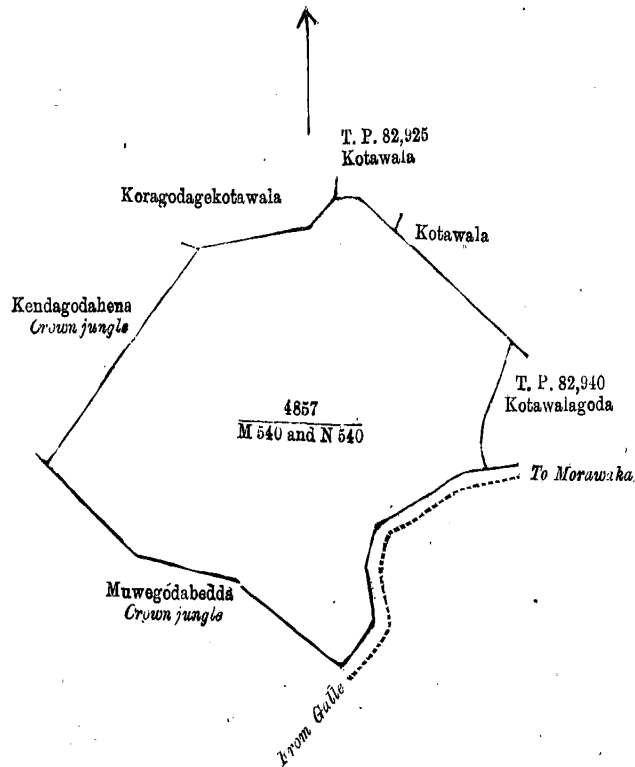 T. P. 82,925
Kotawala
Koragodagekotawala
Kotawala
Kendagodahena
Crown jungle
T. P. 82,940
Kotawalagoda
4857
M 540 and N 540
To Morawaka
Muwegodabedda
Crown jungle
From Galle